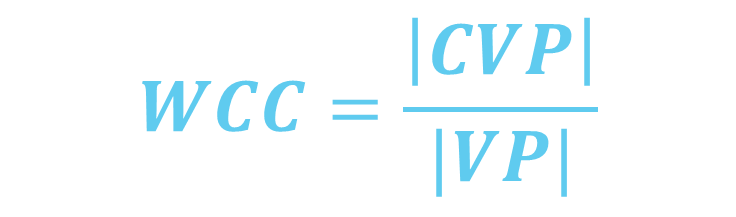 WCC = |CVP|
|VP|